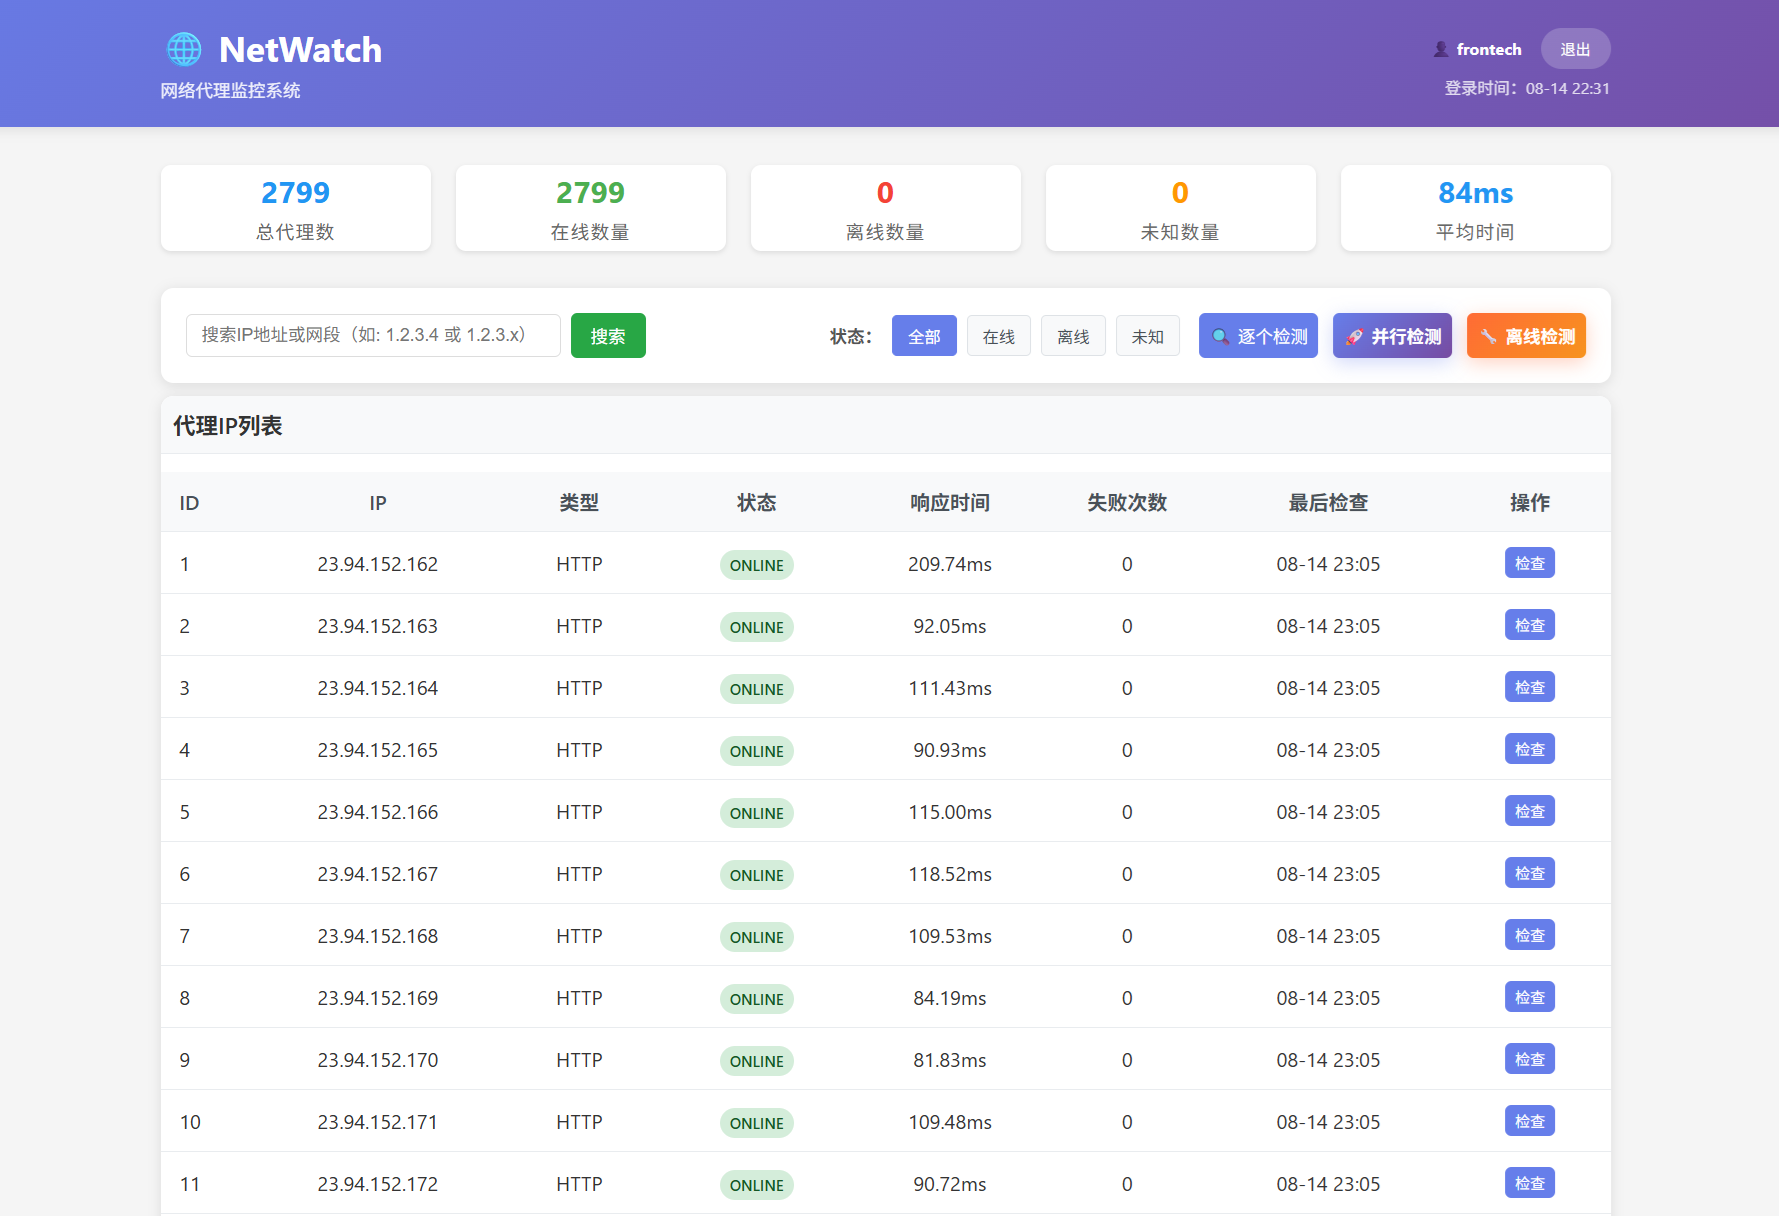 NetWatch
网络代理监控系统
frontech 退出
登录时间：08-14 22:31
2799 2799 0 0 84ms
总代理数 在线数量 离线数量 未知数量 平均时间
搜索IP地址或网段（如: 1.2.3.4 或 1.2.3.x） 搜索 状态： 全部 在线 离线 未知 逐个检测 并行检测 离线检测
代理IP列表
ID IP 类型 状态 响应时间 失败次数 最后检查 操作
1 23.94.152.162 HTTP ONLINE 209.74ms 0 08-14 23:05 检查
2 23.94.152.163 HTTP ONLINE 92.05ms 0 08-14 23:05 检查
3 23.94.152.164 HTTP ONLINE 111.43ms 0 08-14 23:05 检查
4 23.94.152.165 HTTP ONLINE 90.93ms 0 08-14 23:05 检查
5 23.94.152.166 HTTP ONLINE 115.00ms 0 08-14 23:05 检查
6 23.94.152.167 HTTP ONLINE 118.52ms 0 08-14 23:05 检查
7 23.94.152.168 HTTP ONLINE 109.53ms 0 08-14 23:05 检查
8 23.94.152.169 HTTP ONLINE 84.19ms 0 08-14 23:05 检查
9 23.94.152.170 HTTP ONLINE 81.83ms 0 08-14 23:05 检查
10 23.94.152.171 HTTP ONLINE 109.48ms 0 08-14 23:05 检查
11 23.94.152.172 HTTP ONLINE 90.72ms 0 08-14 23:05 检查